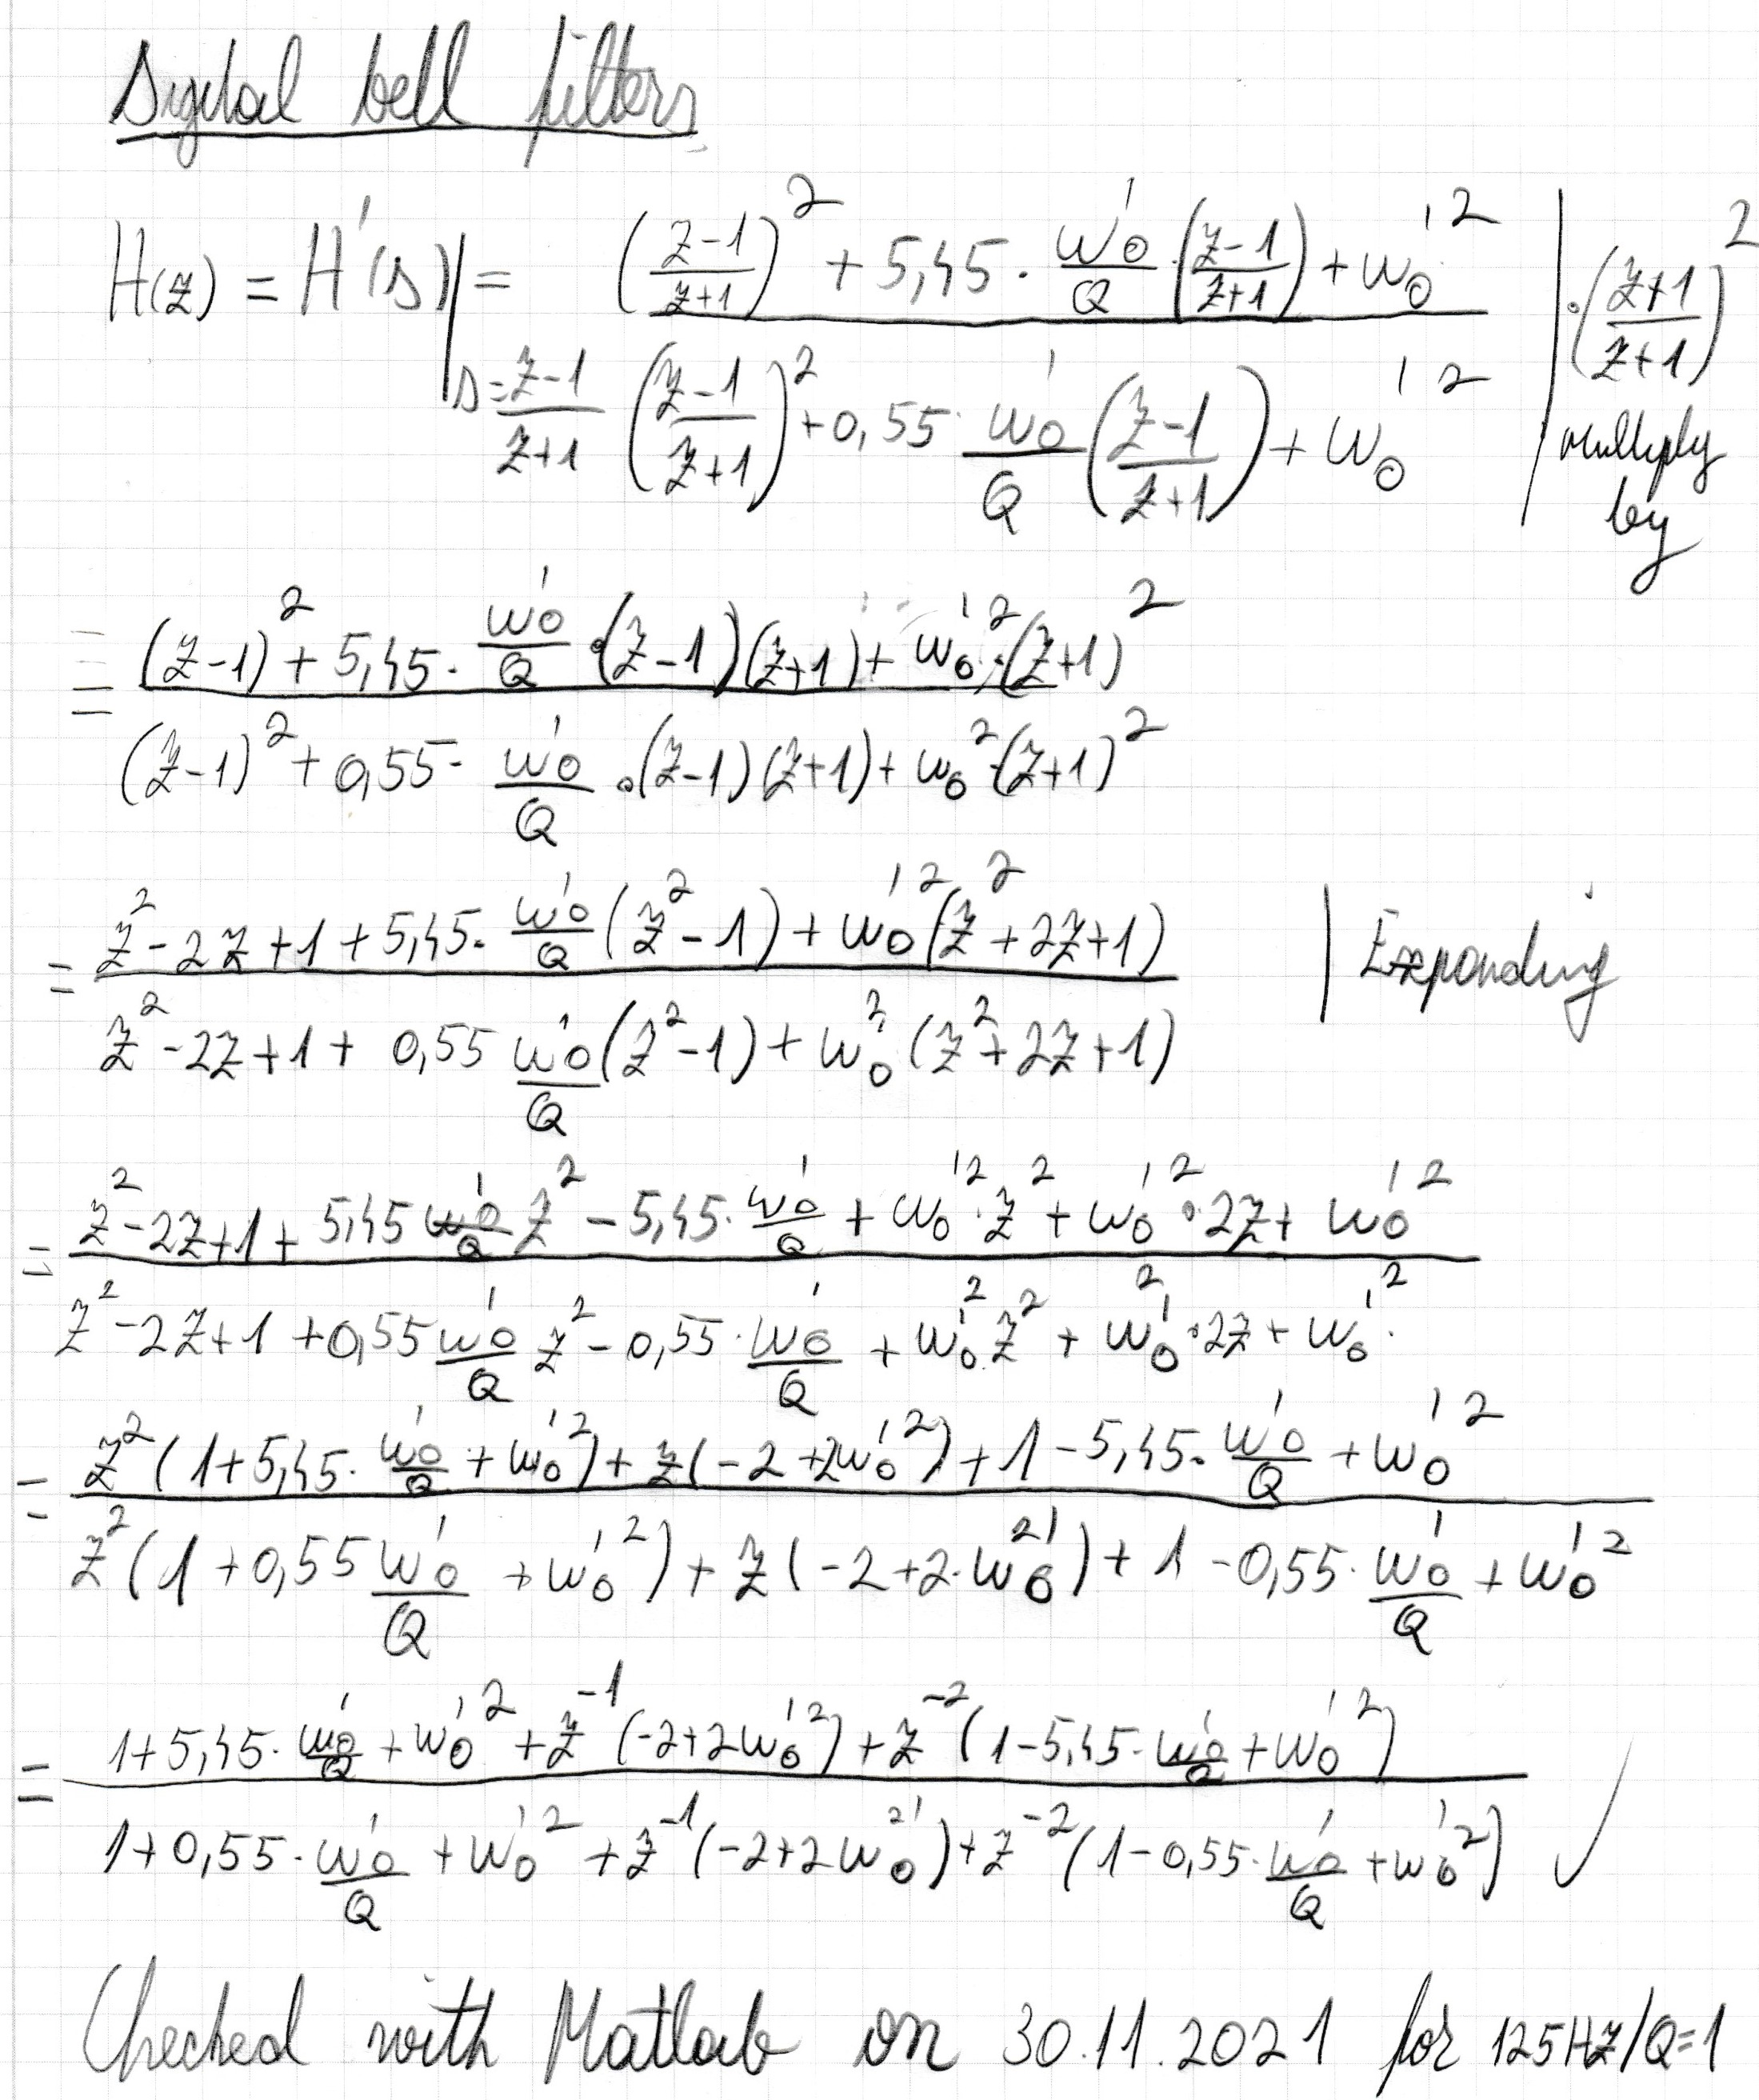 Digital bell filters
H(z) = H'(s)|_{s=\frac{z-1}{z+1}} = \frac{(\frac{z-1}{z+1})^2 + 5,45 \cdot \frac{w_0'}{Q} \cdot (\frac{z-1}{z+1}) + w_0'^2}{(\frac{z-1}{z+1})^2 + 0,55 \cdot \frac{w_0'}{Q} (\frac{z-1}{z+1}) + w_0'^2} | \cdot (\frac{z+1}{z+1})^2 multiply by
= \frac{(z-1)^2 + 5,45 \cdot \frac{w_0'}{Q} \cdot (z-1)(z+1) + w_0'^2 \cdot (z+1)^2}{(z-1)^2 + 0,55 \cdot \frac{w_0'}{Q} \cdot (z-1)(z+1) + w_0^2 \cdot (z+1)^2}
= \frac{z^2 - 2z + 1 + 5,45 \cdot \frac{w_0'}{Q} (z^2 - 1) + w_0'^2 (z^2 + 2z + 1)}{z^2 - 2z + 1 + 0,55 \frac{w_0'}{Q} (z^2 - 1) + w_0'^2 (z^2 + 2z + 1)} | Expanding
= \frac{z^2 - 2z + 1 + 5,45 \frac{w_0'}{Q} z^2 - 5,45 \cdot \frac{w_0'}{Q} + w_0'^2 \cdot z^2 + w_0'^2 \cdot 2z + w_0'^2}{z^2 - 2z + 1 + 0,55 \frac{w_0'}{Q} z^2 - 0,55 \cdot \frac{w_0'}{Q} + w_0'^2 z^2 + w_0'^2 \cdot 2z + w_0'^2}
= \frac{z^2 (1 + 5,45 \cdot \frac{w_0'}{Q} + w_0'^2) + z(-2 + 2w_0'^2) + 1 - 5,45 \cdot \frac{w_0'}{Q} + w_0'^2}{z^2 (1 + 0,55 \frac{w_0'}{Q} + w_0'^2) + z(-2 + 2 \cdot w_0'^2) + 1 - 0,55 \cdot \frac{w_0'}{Q} + w_0'^2}
= \frac{1 + 5,45 \cdot \frac{w_0'}{Q} + w_0'^2 + z^{-1} (-2 + 2w_0'^2) + z^{-2} (1 - 5,45 \cdot \frac{w_0'}{Q} + w_0'^2)}{1 + 0,55 \cdot \frac{w_0'}{Q} + w_0'^2 + z^{-1} (-2 + 2w_0'^2) + z^{-2} (1 - 0,55 \cdot \frac{w_0'}{Q} + w_0'^2)} ✓
Checked with Matlab on 30.11.2021 for 125Hz/Q=1